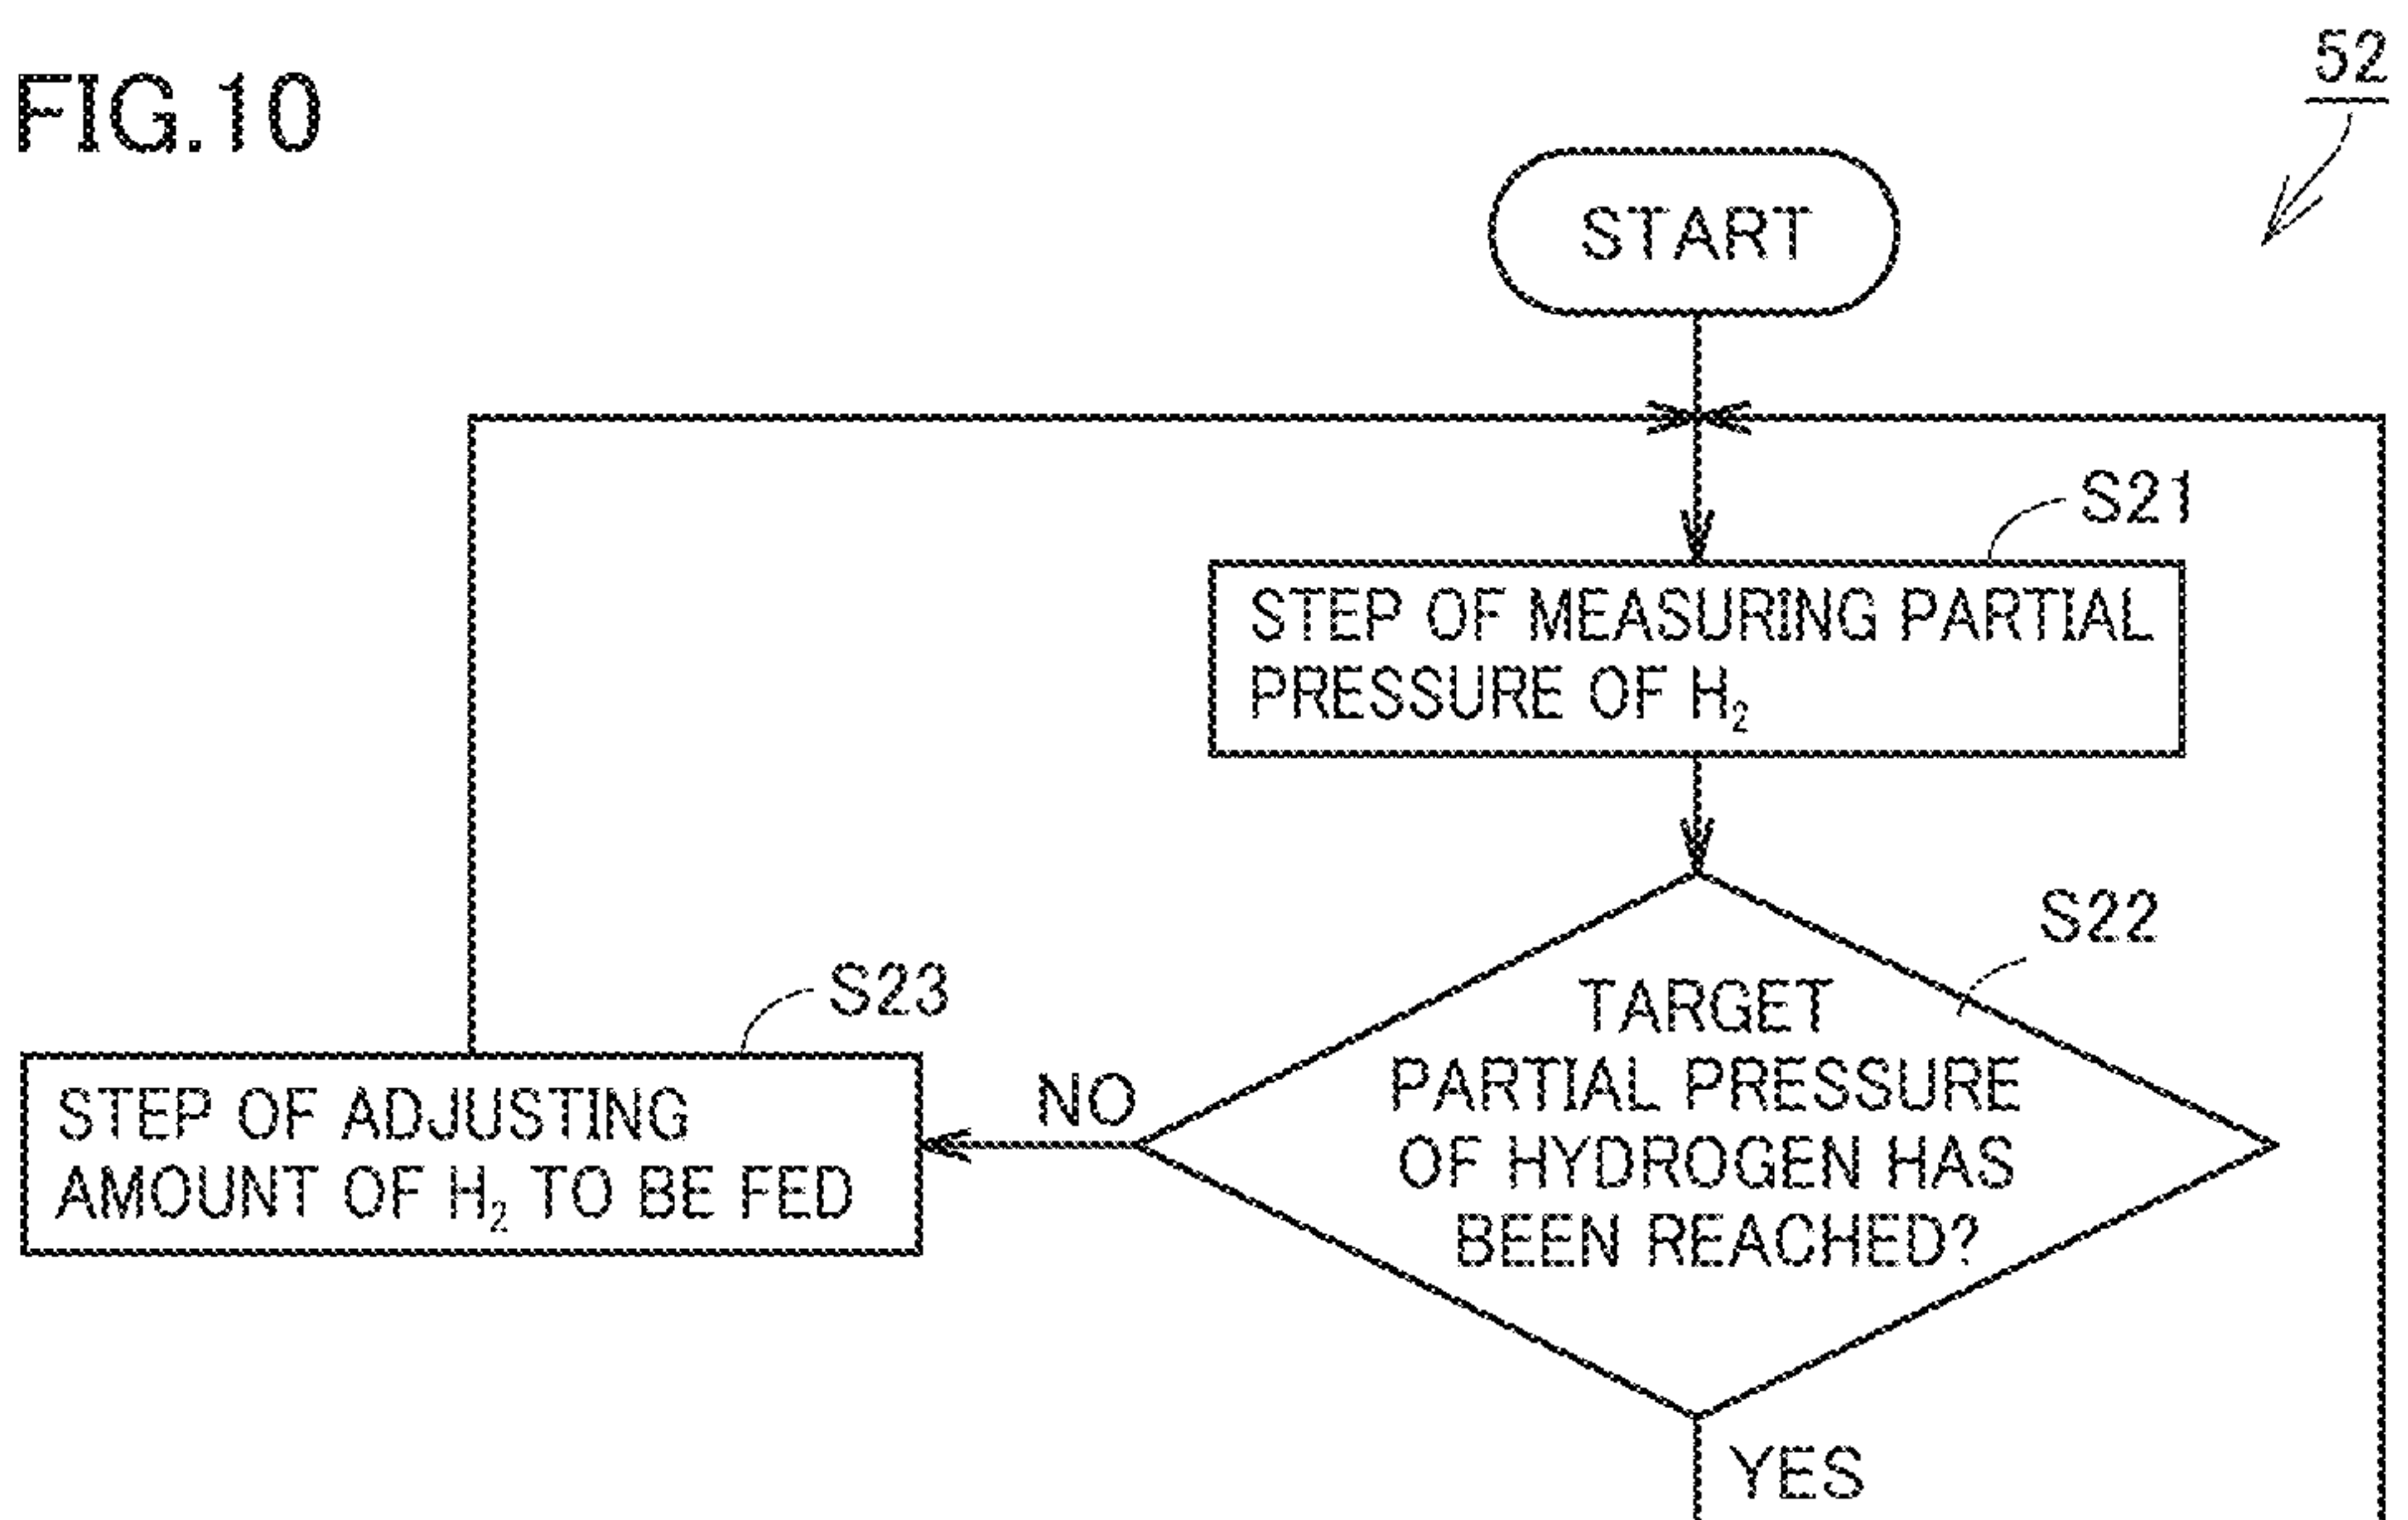 FIG.10
52
START
S21
STEP OF MEASURING PARTIAL
PRESSURE OF H₂
S22
TARGET
PARTIAL PRESSURE
OF HYDROGEN HAS
BEEN REACHED?
NO
S23
STEP OF ADJUSTING
AMOUNT OF H₂ TO BE FED
YES